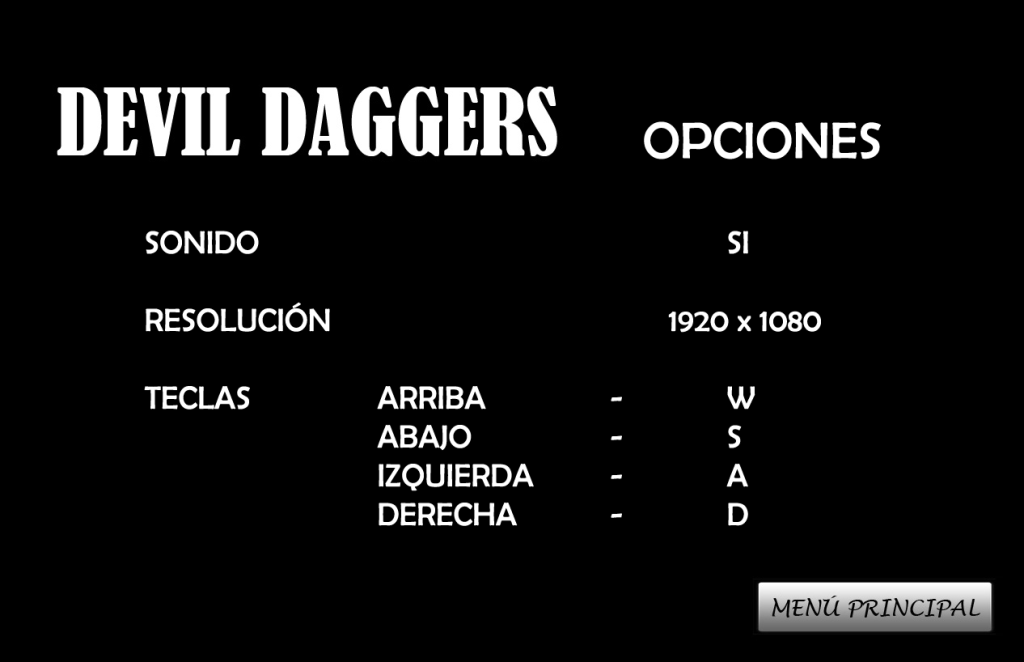 DEVIL DAGGERS OPCIONES
SONIDO SI
RESOLUCIÓN 1920 x 1080
TECLAS ARRIBA - W
ABAJO - S
IZQUIERDA - A
DERECHA - D
MENÚ PRINCIPAL